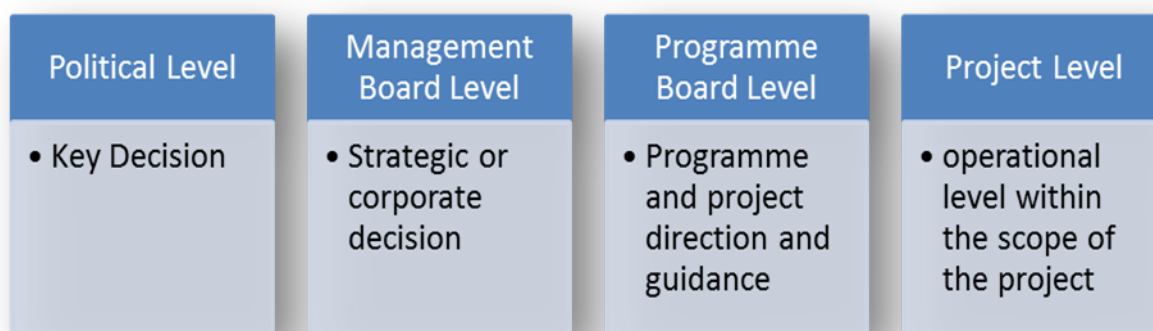 Political Level
• Key Decision
Management
Board Level
• Strategic or
corporate
decision
Programme
Board Level
• Programme
and project
direction and
guidance
Project Level
• operational
level within
the scope of
the project